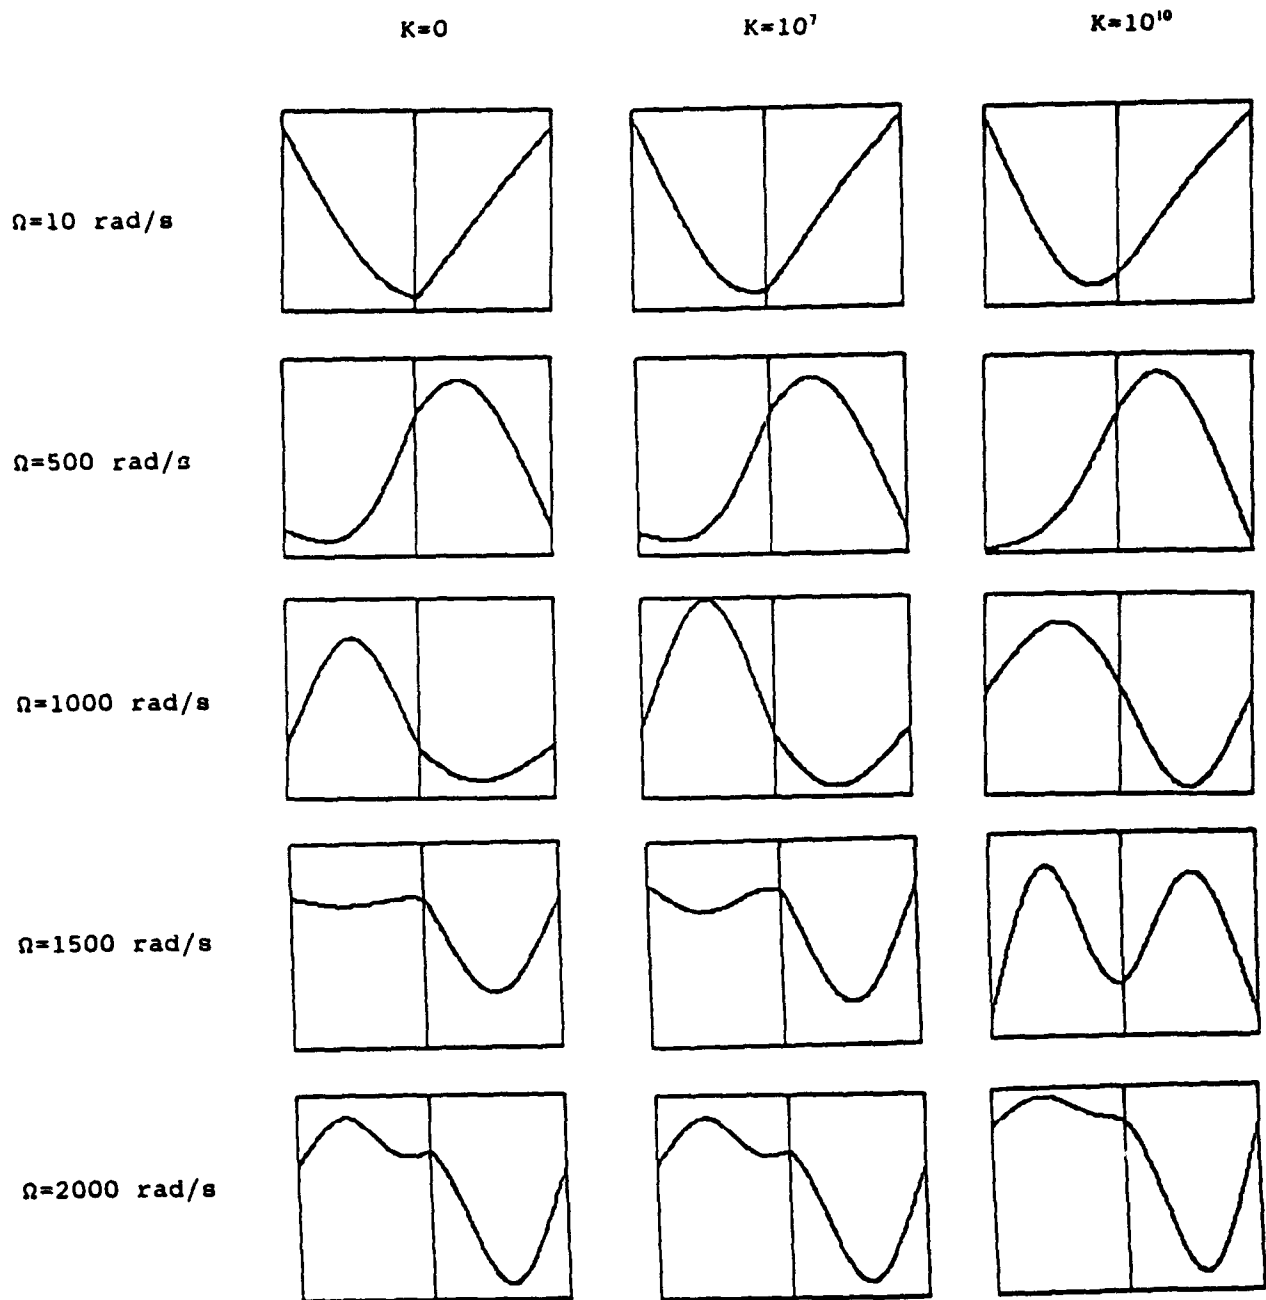 K=0 K=10⁷ K=10¹⁰
Ω=10 rad/s
Ω=500 rad/s
Ω=1000 rad/s
Ω=1500 rad/s
Ω=2000 rad/s